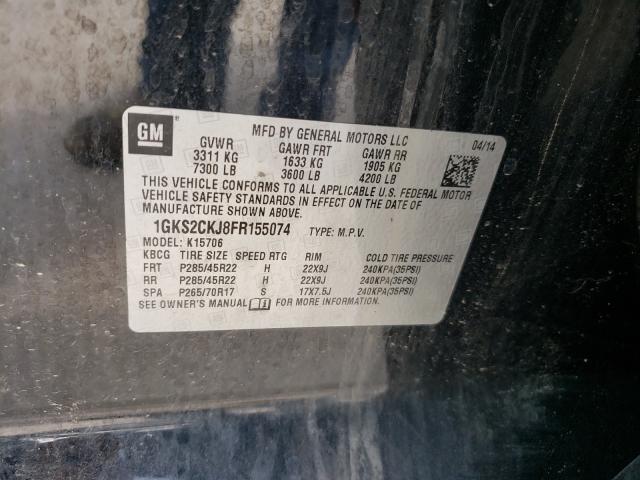 GM
MFD BY GENERAL MOTORS LLC
04/14
GVWR GAWR FRT GAWR RR
3311 KG 1633 KG 1905 KG
7300 LB 3600 LB 4200 LB
THIS VEHICLE CONFORMS TO ALL APPLICABLE U.S. FEDERAL MOTOR
VEHICLE SAFETY STANDARDS IN EFFECT ON THE DATE OF
MANUFACTURE SHOWN ABOVE.
1GKS2CKJ8FR155074 TYPE: M.P.V.
MODEL: K15706
KBCG TIRE SIZE SPEED RTG RIM COLD TIRE PRESSURE
FRT P285/45R22 H 22X9J 240KPA(35PSI)
RR P285/45R22 H 22X9J 240KPA(35PSI)
SPA P265/70R17 S 17X7.5J 240KPA(35PSI)
SEE OWNER'S MANUAL FOR MORE INFORMATION.